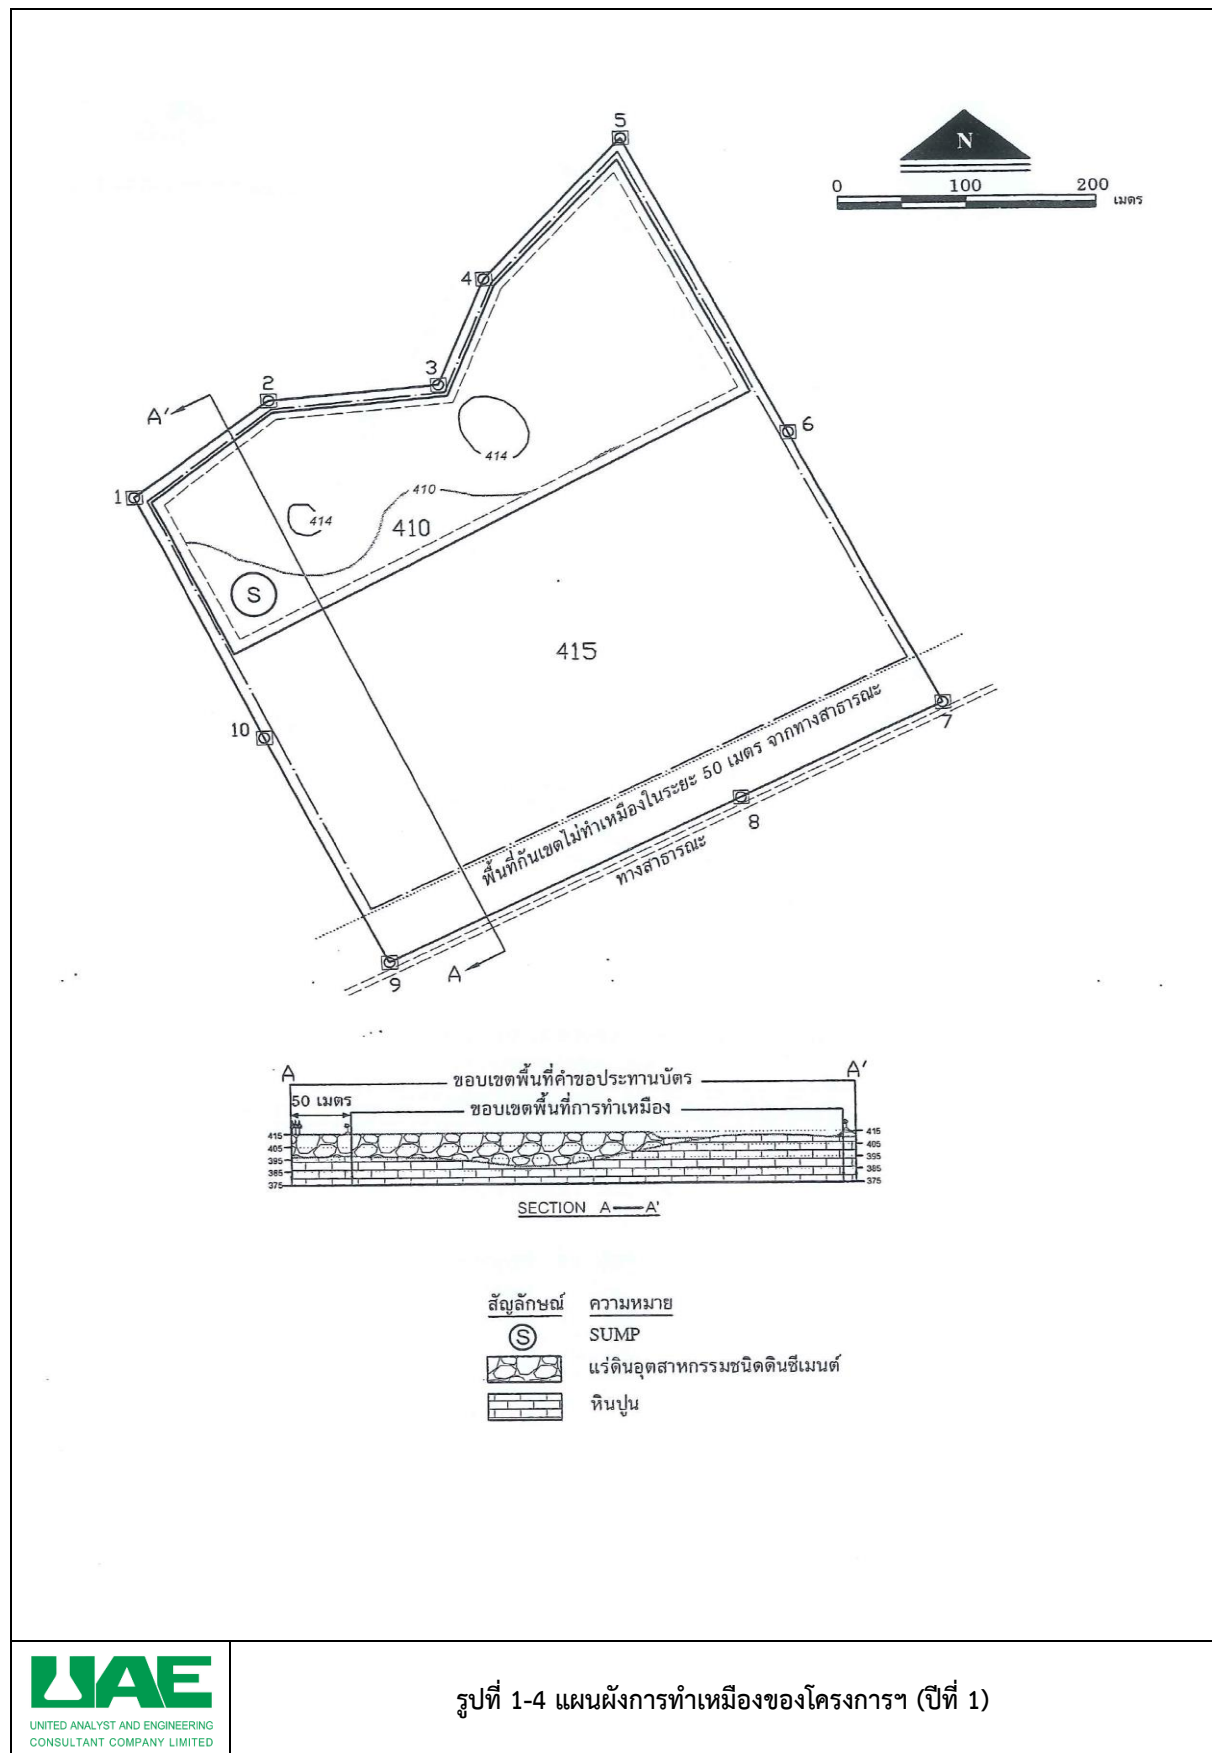 N
0 100 200 เมตร
5
4
3
2
A'
6
1
414
410
414
410
S
415
10
7
พื้นที่กันเขตไม่ทำเหมืองในระยะ 50 เมตร จากทางสาธารณะ
8
ทางสาธารณะ
A
9
A A'
ขอบเขตพื้นที่คำขอประทานบัตร
50 เมตร
ขอบเขตพื้นที่การทำเหมือง
415 415
405 405
395 395
385 385
375 375
SECTION A—A'
สัญลักษณ์ ความหมาย
S SUMP
แร่ดินอุตสาหกรรมชนิดดินซีเมนต์
หินปูน
UAE
UNITED ANALYST AND ENGINEERING
CONSULTANT COMPANY LIMITED
รูปที่ 1-4 แผนผังการทำเหมืองของโครงการฯ (ปีที่ 1)